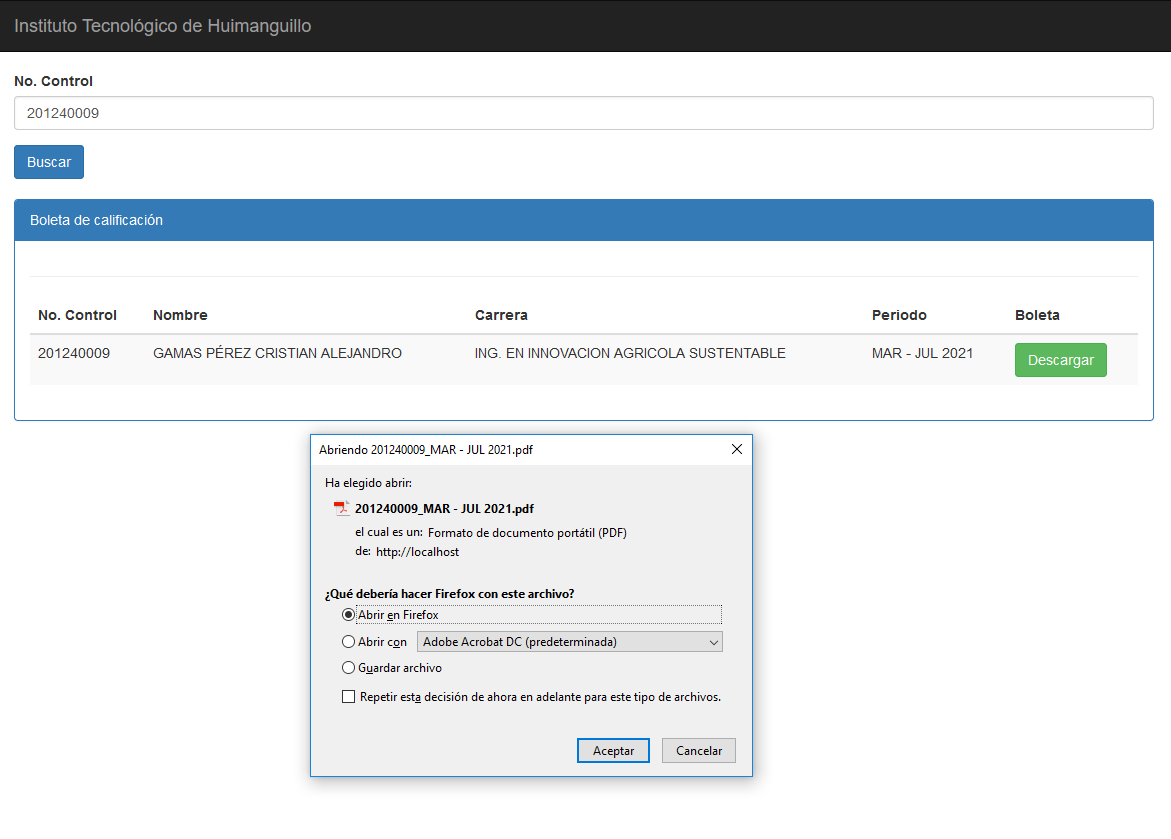 Instituto Tecnológico de Huimanguillo
No. Control
201240009
Buscar
Boleta de calificación
No. Control Nombre Carrera Periodo Boleta
201240009 GAMAS PÉREZ CRISTIAN ALEJANDRO ING. EN INNOVACION AGRICOLA SUSTENTABLE MAR - JUL 2021 Descargar
Abriendo 201240009_MAR - JUL 2021.pdf
Ha elegido abrir:
201240009_MAR - JUL 2021.pdf
el cual es un: Formato de documento portátil (PDF)
de: http://localhost
¿Qué debería hacer Firefox con este archivo?
Abrir en Firefox
Abrir con Adobe Acrobat DC (predeterminada)
Guardar archivo
Repetir esta decisión de ahora en adelante para este tipo de archivos.
Aceptar Cancelar